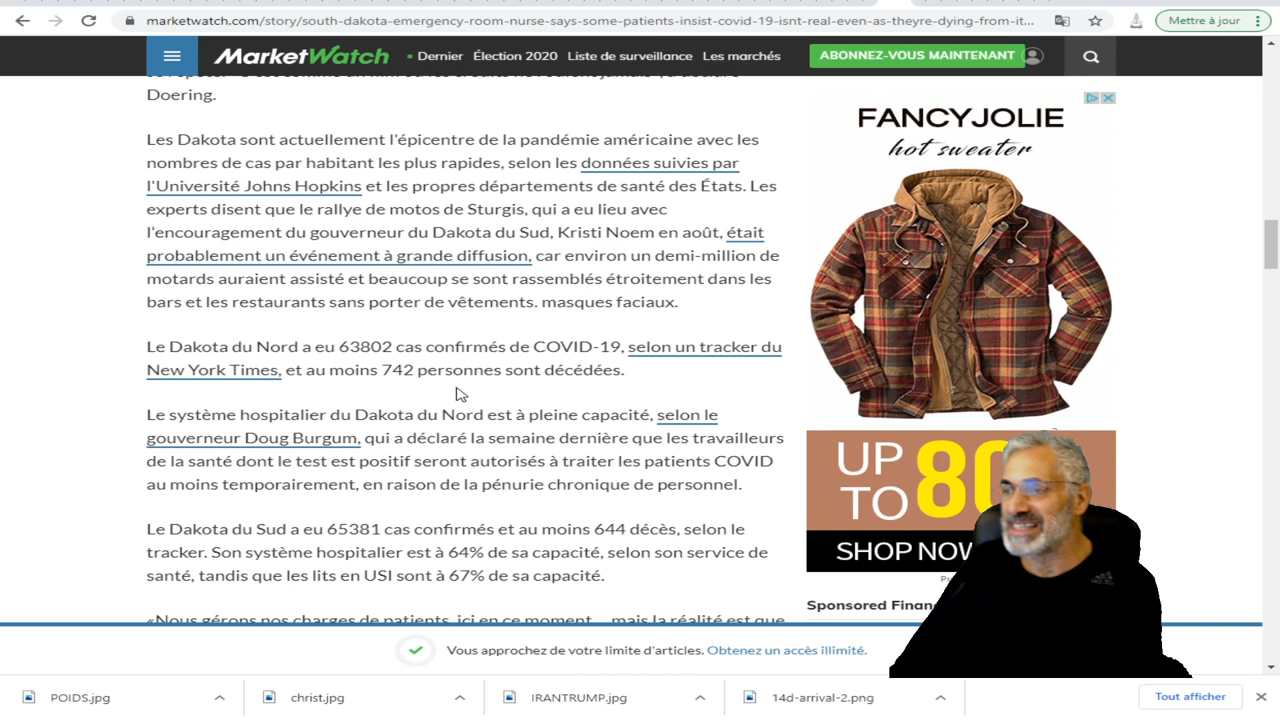 marketwatch.com/story/south-dakota-emergency-room-nurse-says-some-patients-insist-covid-19-isnt-real-even-as-theyre-dying-from-it...
Mettre à jour
MarketWatch
• Dernier Élection 2020 Liste de surveillance Les marchés
ABONNEZ-VOUS MAINTENANT
Doering.
Les Dakota sont actuellement l'épicentre de la pandémie américaine avec les
nombres de cas par habitant les plus rapides, selon les données suivies par
l'Université Johns Hopkins et les propres départements de santé des États. Les
experts disent que le rallye de motos de Sturgis, qui a eu lieu avec
l'encouragement du gouverneur du Dakota du Sud, Kristi Noem en août, était
probablement un événement à grande diffusion, car environ un demi-million de
motards auraient assisté et beaucoup se sont rassemblés étroitement dans les
bars et les restaurants sans porter de vêtements. masques faciaux.
Le Dakota du Nord a eu 63802 cas confirmés de COVID-19, selon un tracker du
New York Times, et au moins 742 personnes sont décédées.
Le système hospitalier du Dakota du Nord est à pleine capacité, selon le
gouverneur Doug Burgum, qui a déclaré la semaine dernière que les travailleurs
de la santé dont le test est positif seront autorisés à traiter les patients COVID
au moins temporairement, en raison de la pénurie chronique de personnel.
Le Dakota du Sud a eu 65381 cas confirmés et au moins 644 décès, selon le
tracker. Son système hospitalier est à 64% de sa capacité, selon son service de
santé, tandis que les lits en USI sont à 67% de sa capacité.
«Nous gérons nos charges de patients, ici en ce moment... mais la réalité est que
FANCYJOLIE
hot sweater
UP
TO 80
SHOP NOW
Sponsored Finan
Vous approchez de votre limite d'articles. Obtenez un accès illimité.
POIDS.jpg
christ.jpg
IRANTRUMP.jpg
14d-arrival-2.png
Tout afficher